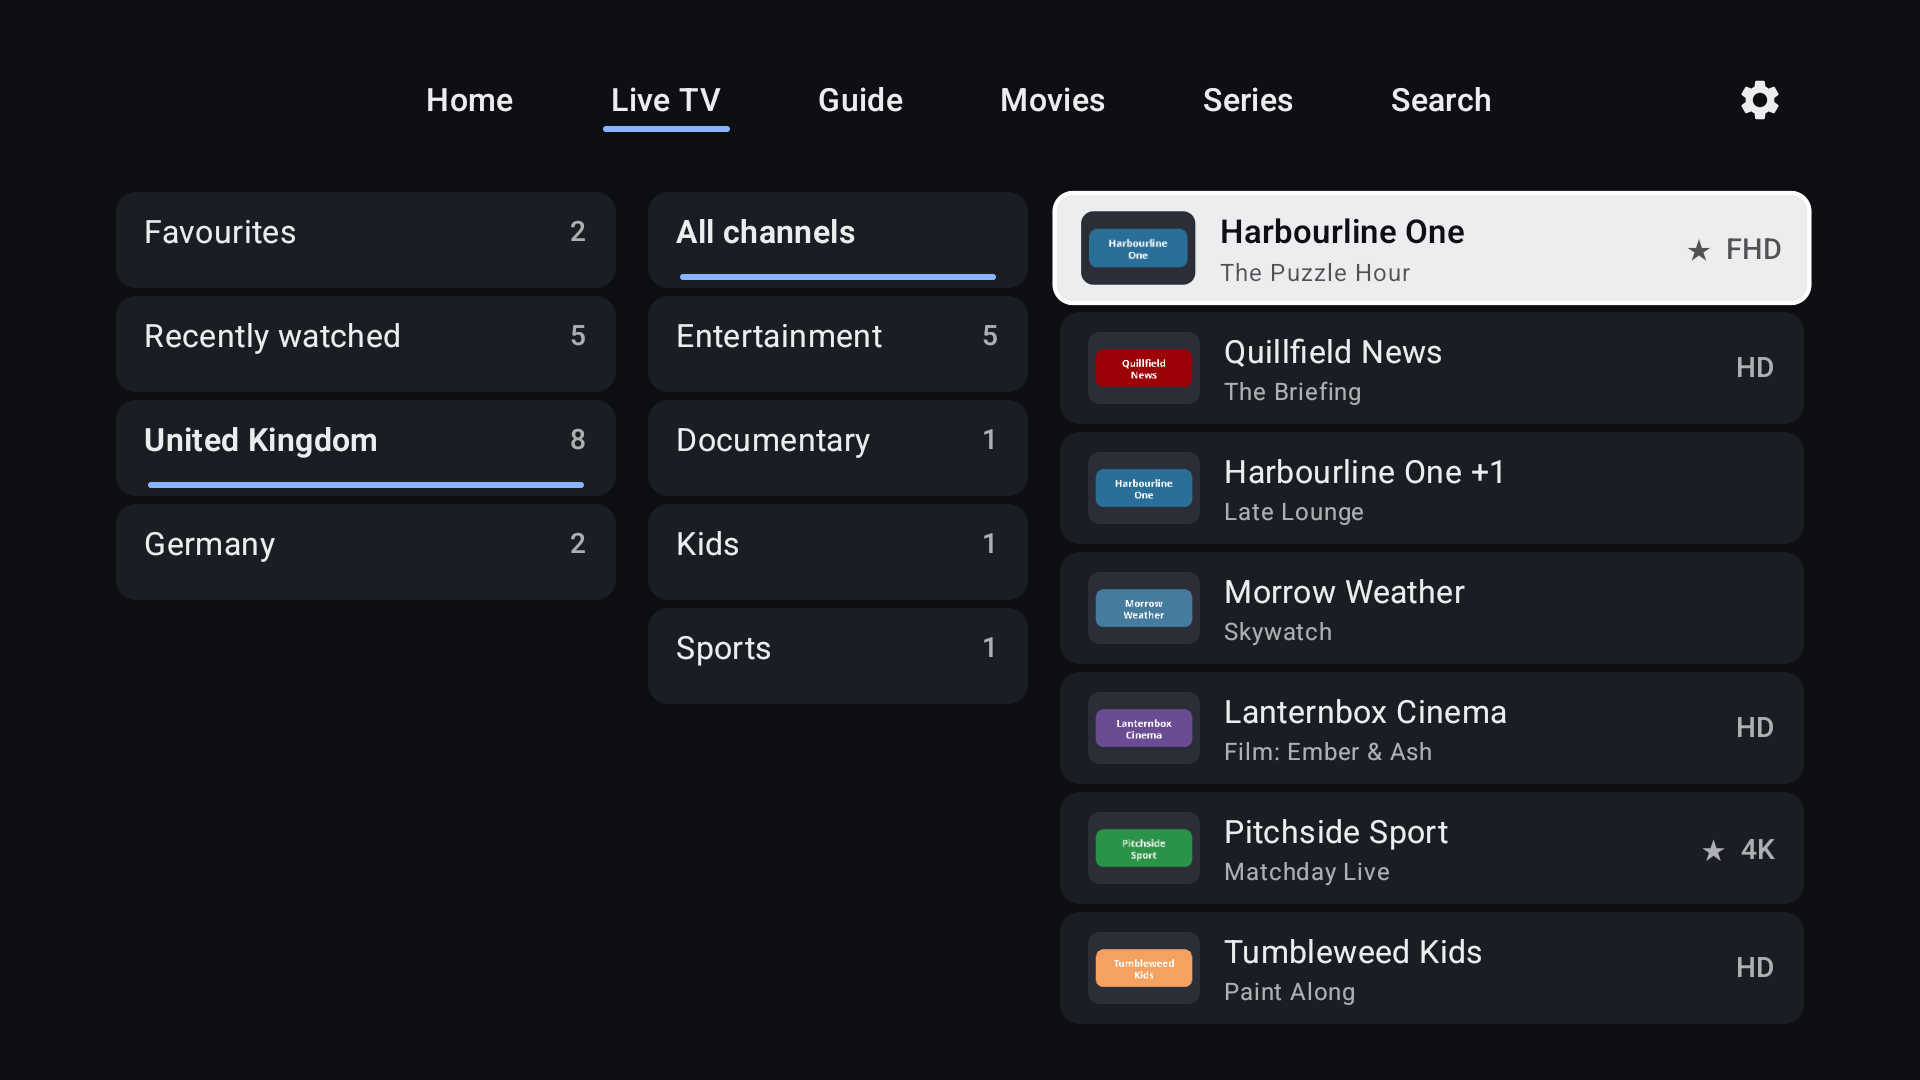 Home
Live TV
Guide
Movies
Series
Search
Favourites 2
Recently watched 5
United Kingdom 8
Germany 2
All channels
Entertainment 5
Documentary 1
Kids 1
Sports 1
Harbourline
One
Harbourline One
The Puzzle Hour
★ FHD
Quillfield
News
Quillfield News
The Briefing
HD
Harbourline
One
Harbourline One +1
Late Lounge
Morrow
Weather
Morrow Weather
Skywatch
Lanternbox
Cinema
Lanternbox Cinema
Film: Ember & Ash
HD
Pitchside
Sport
Pitchside Sport
Matchday Live
★ 4K
Tumbleweed
Kids
Tumbleweed Kids
Paint Along
HD